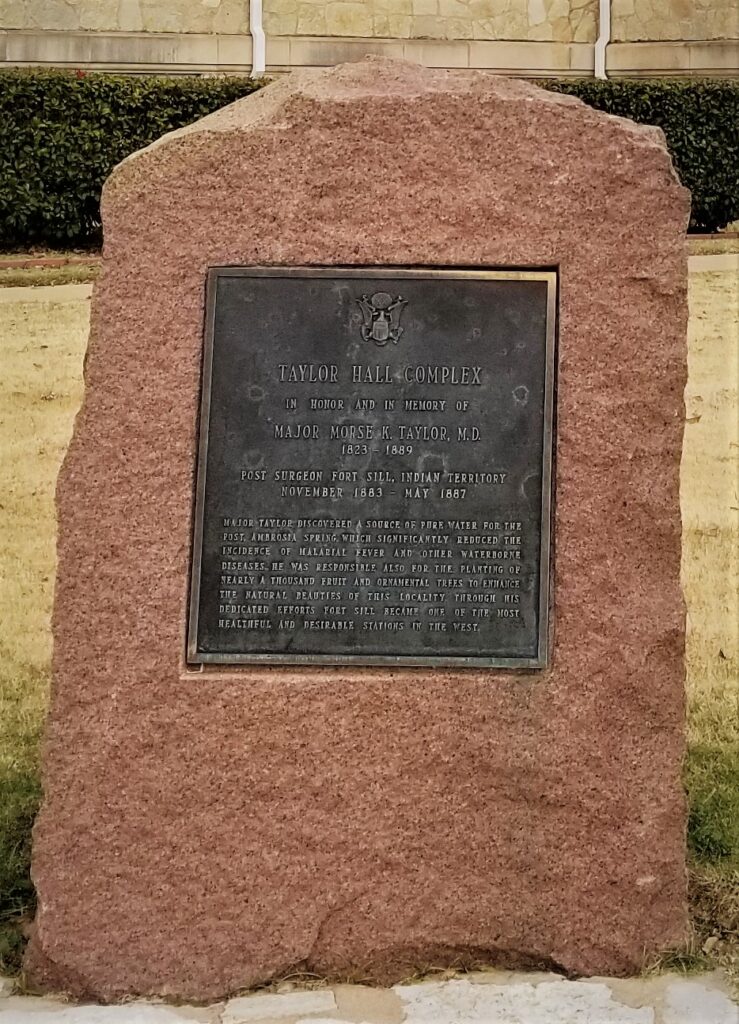 TAYLOR HALL COMPLEX
IN HONOR AND IN MEMORY OF
MAJOR MORSE K. TAYLOR, M.D.
1823 - 1889
POST SURGEON FORT SILL, INDIAN TERRITORY
NOVEMBER 1883 - MAY 1887
MAJOR TAYLOR DISCOVERED A SOURCE OF PURE WATER FOR THE
POST, AMBROSIA SPRING, WHICH SIGNIFICANTLY REDUCED THE
INCIDENCE OF MALARIAL FEVER AND OTHER WATERBORNE
DISEASES. HE WAS RESPONSIBLE ALSO FOR THE PLANTING OF
NEARLY A THOUSAND FRUIT AND ORNAMENTAL TREES TO ENHANCE
THE NATURAL BEAUTIES OF THIS LOCALITY. THROUGH HIS
DEDICATED EFFORTS FORT SILL BECAME ONE OF THE MOST
HEALTHFUL AND DESIRABLE STATIONS IN THE WEST.